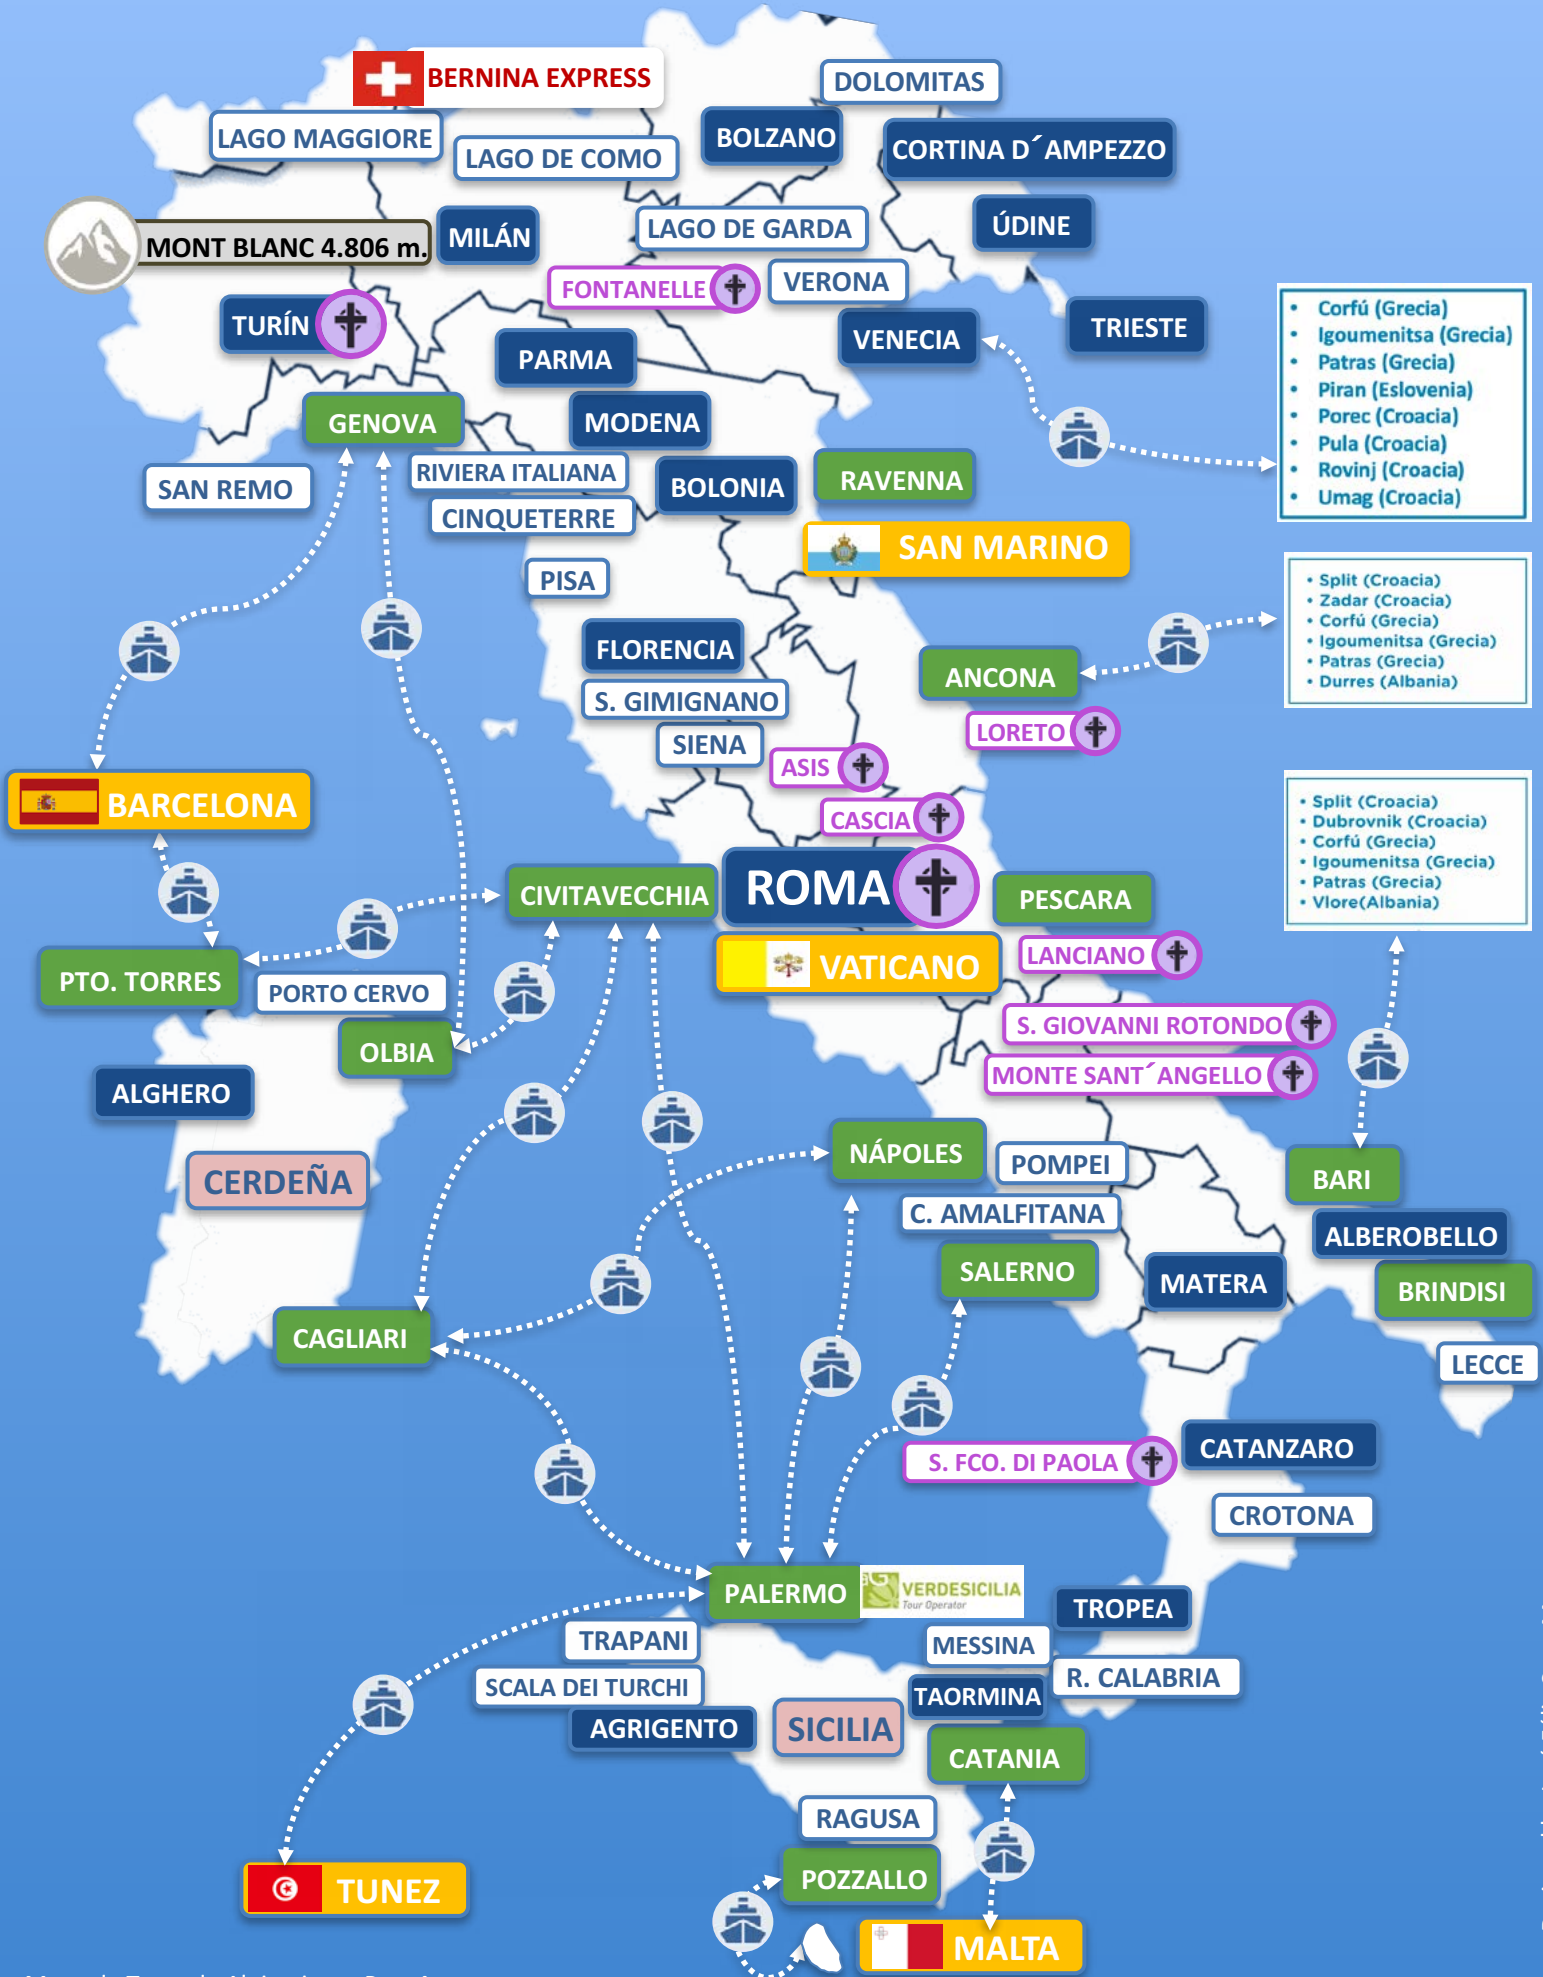 BERNINA EXPRESS
DOLOMITAS
LAGO MAGGIORE
LAGO DE COMO
BOLZANO
CORTINA D´AMPEZZO
MONT BLANC 4.806 m.
MILÁN
LAGO DE GARDA
ÚDINE
FONTANELLE
VERONA
TURÍN
VENECIA
TRIESTE
PARMA
• Corfú (Grecia)
• Igoumenitsa (Grecia)
• Patras (Grecia)
• Piran (Eslovenia)
• Porec (Croacia)
• Pula (Croacia)
• Rovinj (Croacia)
• Umag (Croacia)
GENOVA
MODENA
RIVIERA ITALIANA
SAN REMO
BOLONIA
RAVENNA
CINQUETERRE
SAN MARINO
PISA
• Split (Croacia)
• Zadar (Croacia)
• Corfú (Grecia)
• Igoumenitsa (Grecia)
• Patras (Grecia)
• Durres (Albania)
FLORENCIA
ANCONA
S. GIMIGNANO
LORETO
SIENA
ASIS
BARCELONA
CASCIA
• Split (Croacia)
• Dubrovnik (Croacia)
• Corfú (Grecia)
• Igoumenitsa (Grecia)
• Patras (Grecia)
• Vlore(Albania)
CIVITAVECCHIA
ROMA
PESCARA
PTO. TORRES
VATICANO
LANCIANO
PORTO CERVO
S. GIOVANNI ROTONDO
OLBIA
MONTE SANT´ANGELLO
ALGHERO
NÁPOLES
POMPEI
BARI
CERDEÑA
C. AMALFITANA
ALBEROBELLO
SALERNO
MATERA
BRINDISI
CAGLIARI
LECCE
S. FCO. DI PAOLA
CATANZARO
CROTONA
PALERMO
VERDESICILIA
Tour Operator
TROPEA
TRAPANI
MESSINA
SCALA DEI TURCHI
R. CALABRIA
TAORMINA
AGRIGENTO
SICILIA
CATANIA
RAGUSA
POZZALLO
TUNEZ
MALTA